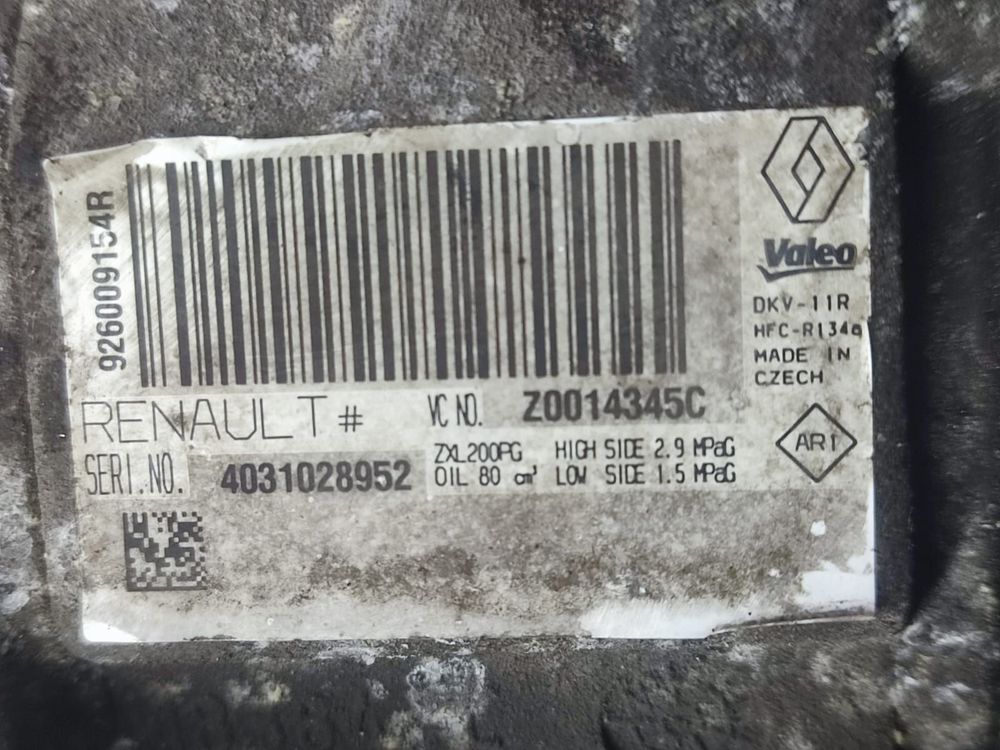 926009154R
RENAULT #
VC NO. Z0014345C
SERI.NO. 4031028952
ZXL200PG HIGH SIDE 2.9 MPaG
OIL 80 cm³ LOW SIDE 1.5 MPaG
Valeo
DKV-11R
HFC-R134a
MADE IN
CZECH
AR1